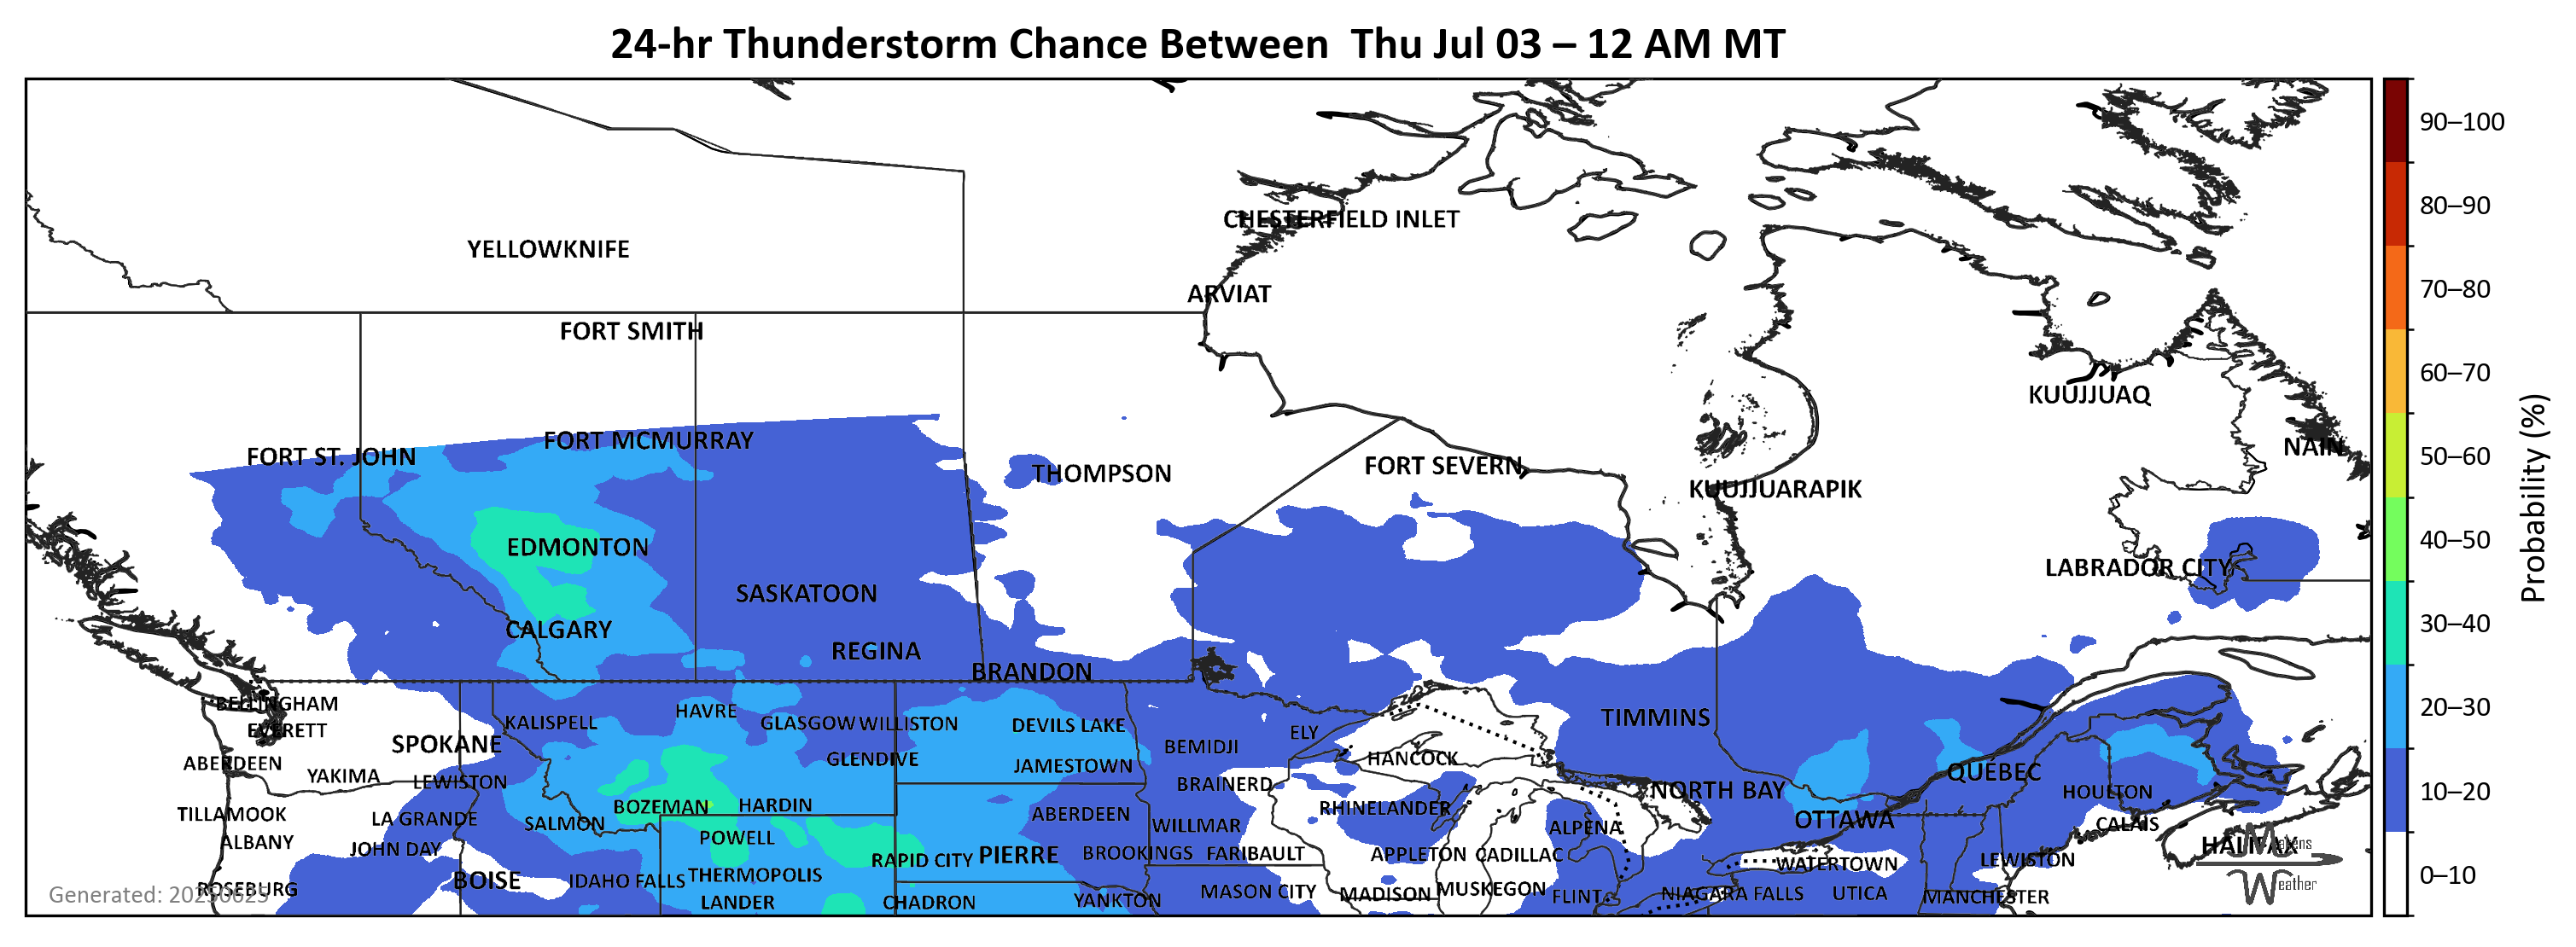 24-hr Thunderstorm Chance Between  Thu Jul 03 – 12 AM MT
90–100
80–90
70–80
60–70
50–60
40–50
30–40
20–30
10–20
0–10
Probability (%)
CHESTERFIELD INLET
YELLOWKNIFE
ARVIAT
FORT SMITH
KUUJJUAQ
FORT MCMURRAY
NAIN
FORT ST. JOHN
FORT SEVERN
THOMPSON
KUUJJUARAPIK
EDMONTON
LABRADOR CITY
SASKATOON
CALGARY
REGINA
BRANDON
BELLINGHAM
HAVRE
TIMMINS
KALISPELL
GLASGOW
WILLISTON
DEVILS LAKE
EVERETT
ELY
SPOKANE
BEMIDJI
GLENDIVE
HANCOCK
ABERDEEN
JAMESTOWN
QUÉBEC
YAKIMA
LEWISTON
BRAINERD
NORTH BAY
HOULTON
BOZEMAN
HARDIN
RHINELANDER
TILLAMOOK
LA GRANDE
SALMON
ABERDEEN
WILLMAR
ALPENA
OTTAWA
CALAIS
POWELL
ALBANY
JOHN DAY
RAPID CITY
PIERRE
BROOKINGS
FARIBAULT
APPLETON
CADILLAC
WATERTOWN
LEWISTON
HALIFAX
BOISE
IDAHO FALLS
THERMOPOLIS
ROSEBURG
MASON CITY
MADISON
MUSKEGON
FLINT
NIAGARA FALLS
UTICA
MANCHESTER
LANDER
CHADRON
YANKTON
Generated: 20250625
Weather